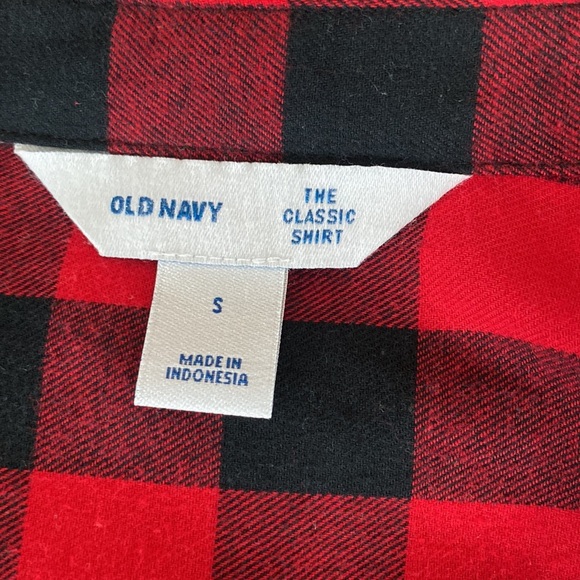 OLD NAVY
THE
CLASSIC
SHIRT
S
MADE IN
INDONESIA